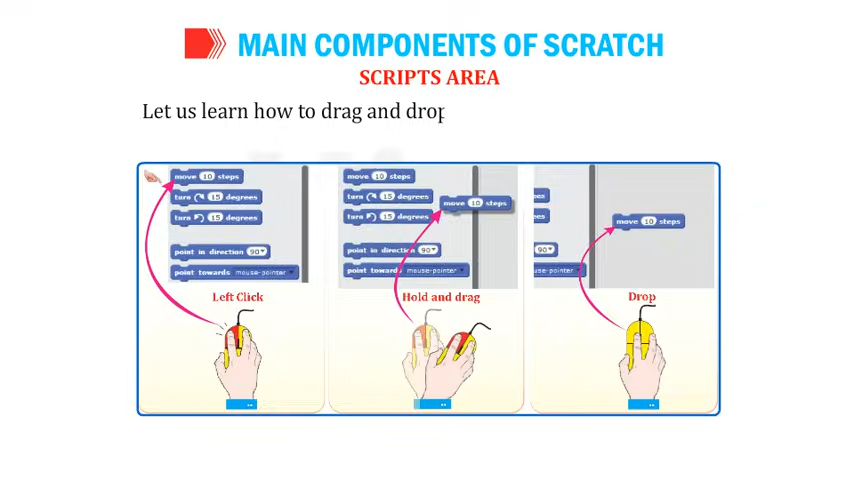 MAIN COMPONENTS OF SCRATCH
SCRIPTS AREA
Let us learn how to drag and drop
move 10 steps
turn 15 degrees
turn 15 degrees
point in direction 90
point towards mouse-pointer
Left Click
move 10 steps
turn 15 degrees
turn 15 degrees
move 10 steps
point in direction 90
point towards mouse-pointer
Hold and drag
ees
ees
move 10 steps
90
mouse-pointer
Drop